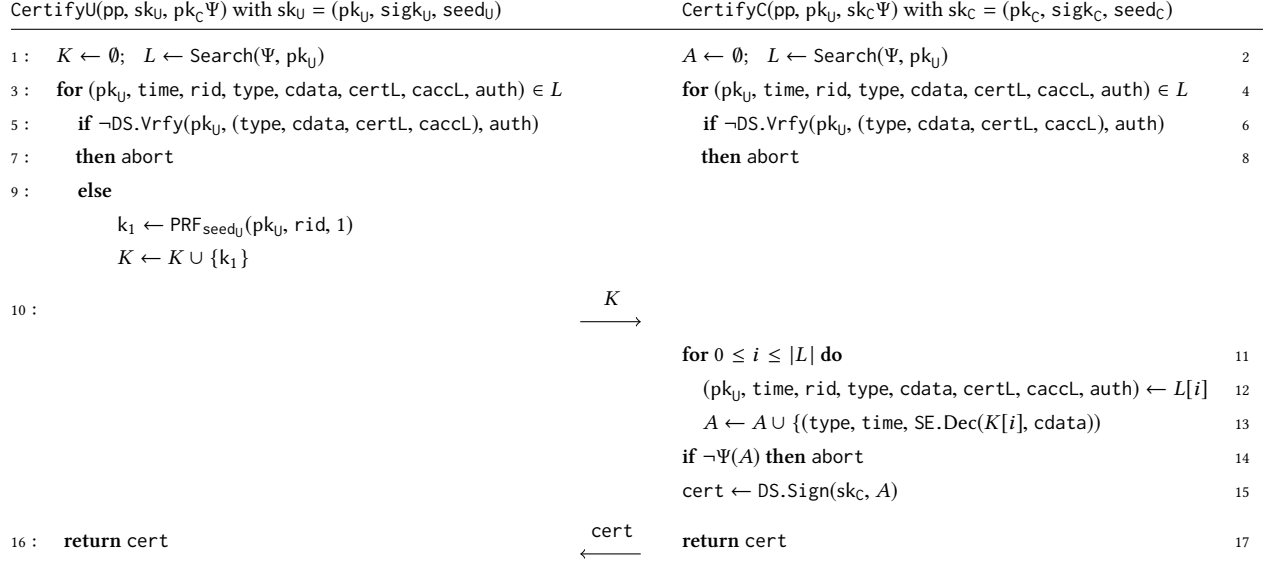 CertifyU(pp, sk_U, pk_CΨ) with sk_U = (pk_U, sigk_U, seed_U) CertifyC(pp, pk_U, sk_CΨ) with sk_C = (pk_C, sigk_C, seed_C)
1 : K ← ∅; L ← Search(Ψ, pk_U) A ← ∅; L ← Search(Ψ, pk_U) 2
3 : for (pk_U, time, rid, type, cdata, certL, caccL, auth) ∈ L for (pk_U, time, rid, type, cdata, certL, caccL, auth) ∈ L 4
5 : if ¬DS.Vrfy(pk_U, (type, cdata, certL, caccL), auth) if ¬DS.Vrfy(pk_U, (type, cdata, certL, caccL), auth) 6
7 : then abort then abort 8
9 : else
k_1 ← PRF_seed_U(pk_U, rid, 1)
K ← K ∪ {k_1}
10 : K
for 0 ≤ i ≤ |L| do 11
(pk_U, time, rid, type, cdata, certL, caccL, auth) ← L[i] 12
A ← A ∪ {(type, time, SE.Dec(K[i], cdata)) 13
if ¬Ψ(A) then abort 14
cert ← DS.Sign(sk_C, A) 15
16 : return cert cert return cert 17